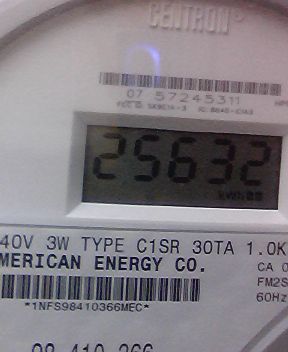 CENTRON®
07 57245311
25632
40V 3W TYPE C1SR 30TA 1.0K
MERICAN ENERGY CO.
CA 0
FM2S
60Hz
*1NFS98410366MEC*
98 410 366